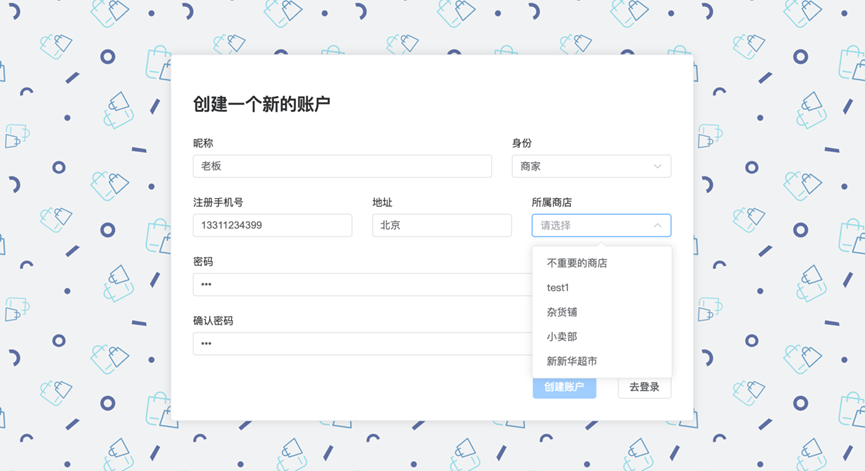 创建一个新的账户
昵称 身份
老板 商家
注册手机号 地址 所属商店
13311234399 北京 请选择
不重要的商店
密码
•••
test1
杂货铺
确认密码
小卖部
•••
新新华超市
创建账户 去登录